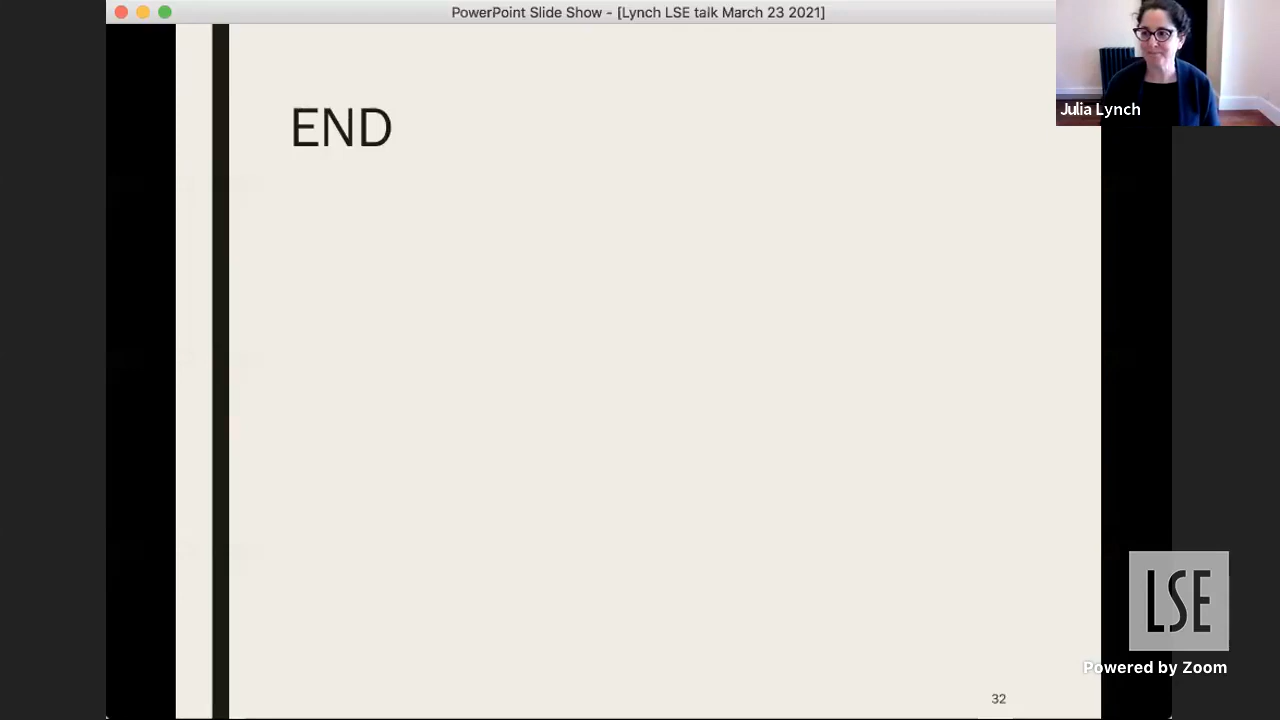 PowerPoint Slide Show - [Lynch LSE talk March 23 2021]
Julia Lynch
END
LSE
Powered by Zoom
32